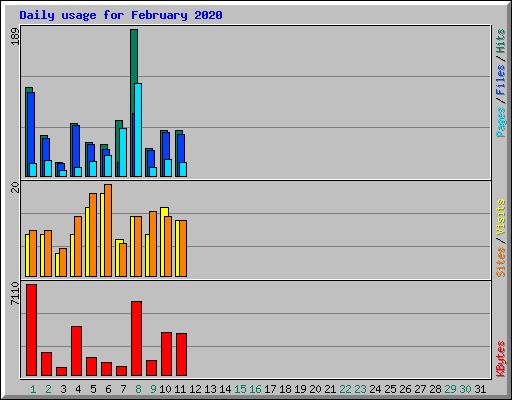 Daily usage for February 2020
189
Pages / Files / Hits
20
Sites / Visits
7110
KBytes
1 2 3 4 5 6 7 8 9 10 11 12 13 14 15 16 17 18 19 20 21 22 23 24 25 26 27 28 29 30 31